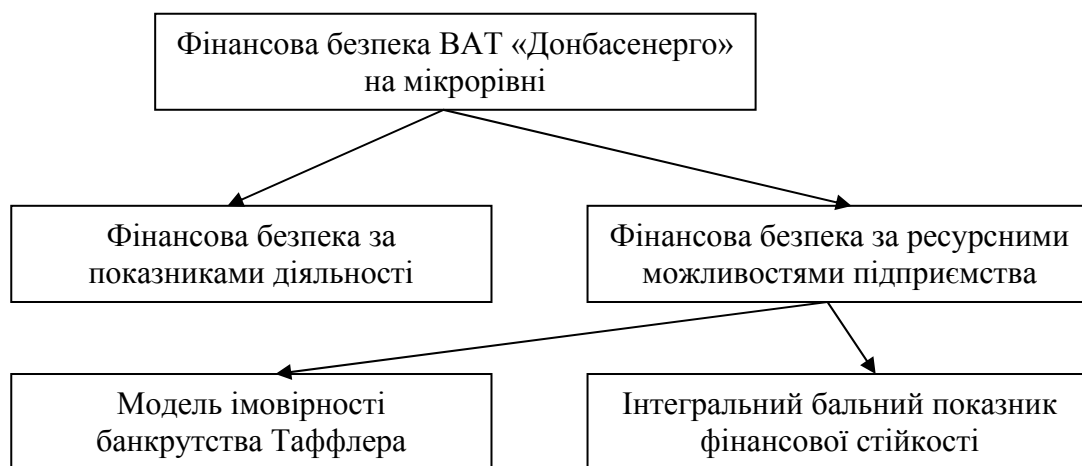 Фінансова безпека ВАТ «Донбасенерго»
на мікрорівні
Фінансова безпека за
показниками діяльності
Фінансова безпека за ресурсними
можливостями підприємства
Модель імовірності
банкрутства Таффлера
Інтегральний бальний показник
фінансової стійкості